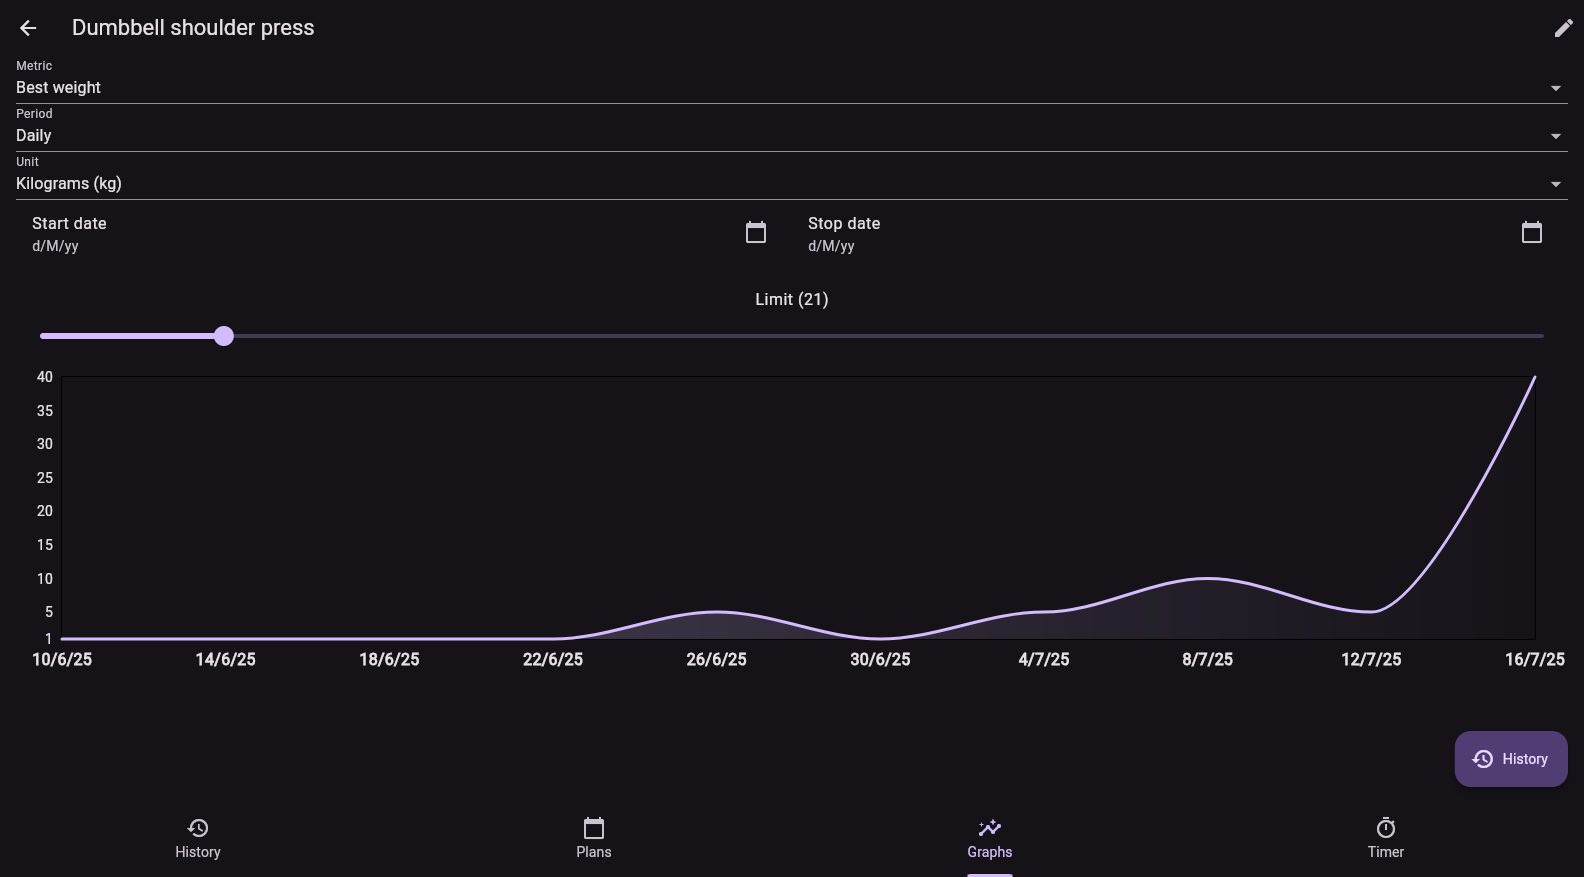 Dumbbell shoulder press
Metric
Best weight
Period
Daily
Unit
Kilograms (kg)
Start date
d/M/yy
Stop date
d/M/yy
Limit (21)
40
35
30
25
20
15
10
5
1
10/6/25 14/6/25 18/6/25 22/6/25 26/6/25 30/6/25 4/7/25 8/7/25 12/7/25 16/7/25
History
History Plans Graphs Timer